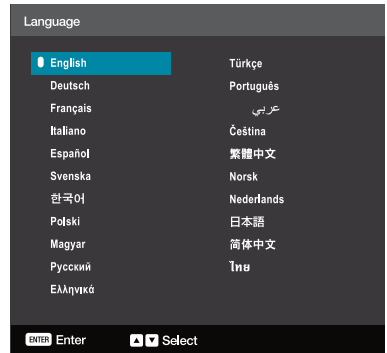 Language
English
Deutsch
Français
Italiano
Español
Svenska
한국어
Polski
Magyar
Русский
Ελληνικά
Türkçe
Português
عربي
Čeština
繁體中文
Norsk
Nederlands
日本語
简体中文
ไทย
ENTER Enter ▲ ▼ Select